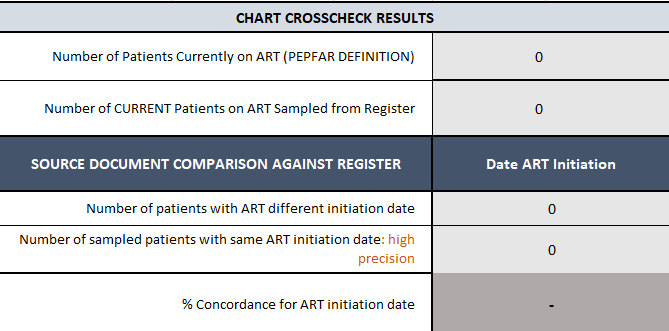 CHART CROSSCHECK RESULTS
Number of Patients Currently on ART (PEPFAR DEFINITION) 0
Number of CURRENT Patients on ART Sampled from Register 0
SOURCE DOCUMENT COMPARISON AGAINST REGISTER Date ART Initiation
Number of patients with ART different initiation date 0
Number of sampled patients with same ART initiation date: high
precision 0
% Concordance for ART initiation date -